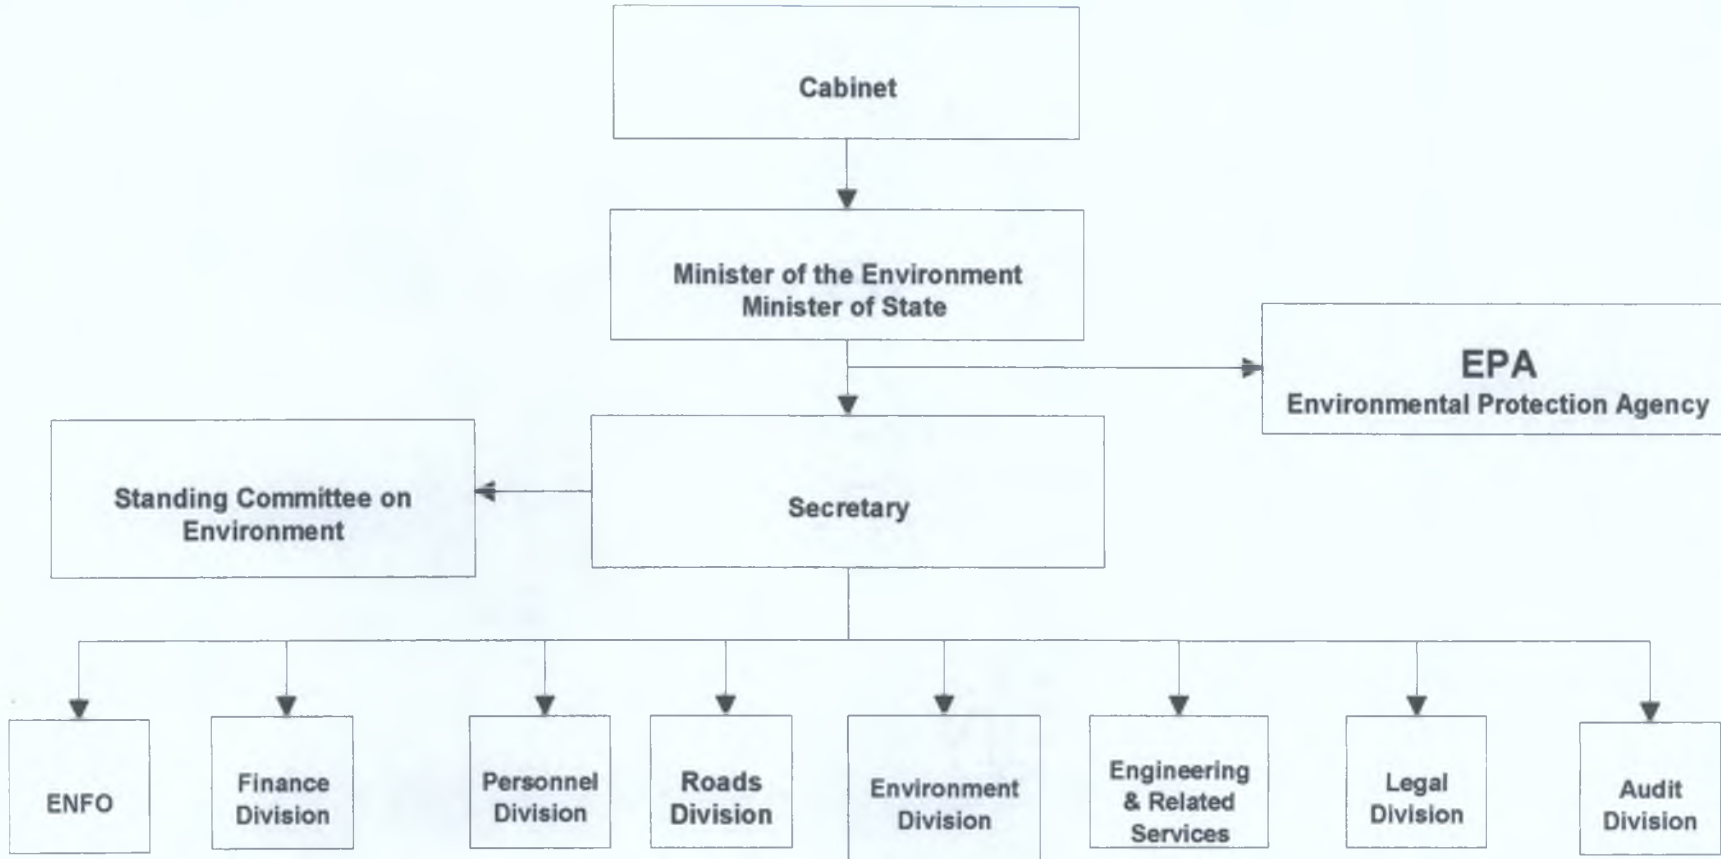 Cabinet
Minister of the Environment
Minister of State
EPA
Environmental Protection Agency
Standing Committee on
Environment
Secretary
ENFO
Finance
Division
Personnel
Division
Roads
Division
Environment
Division
Engineering
& Related
Services
Legal
Division
Audit
Division